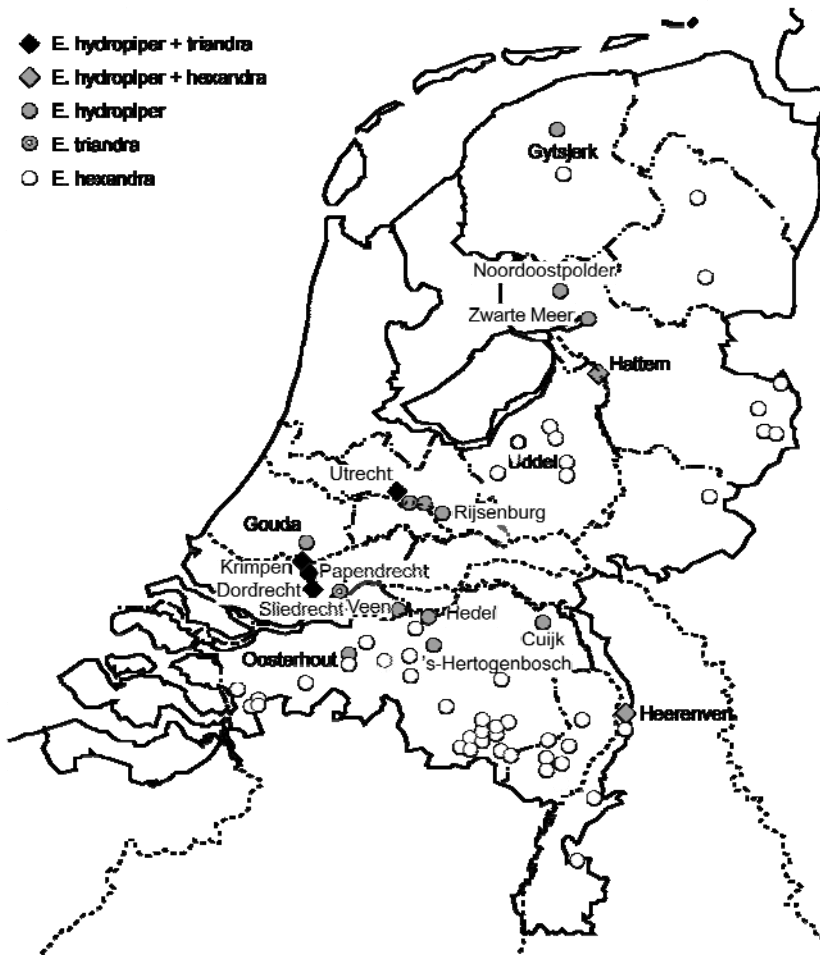 E. hydropiper + triandra
E. hydropiper + hexandra
E. hydropiper
E. triandra
E. hexandra
Gytsjerk
Noordoostpolder
Zwarte Meer
Hattem
Uddel
Utrecht
Rijsenburg
Gouda
Krimpen
Papendrecht
Dordrecht
Sliedrecht
Veen
Hedel
Cuijk
Oosterhout
's-Hertogenbosch
Heerenven